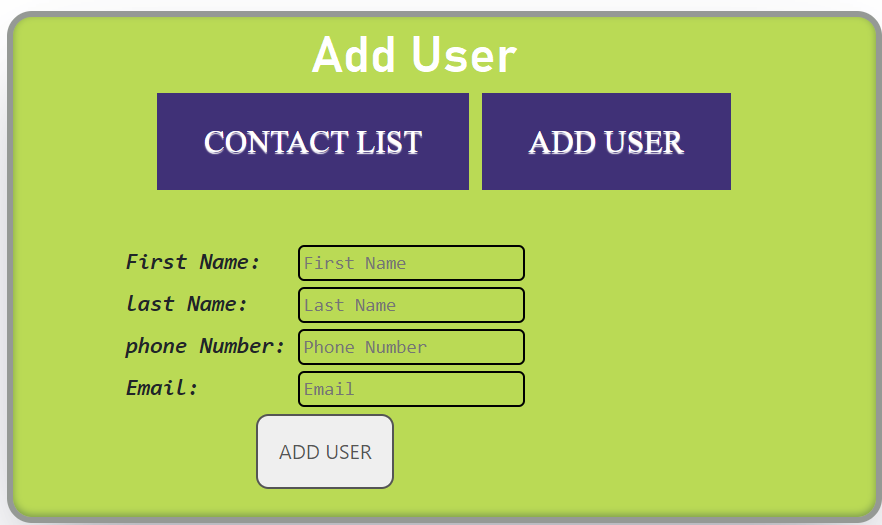 Add User
CONTACT LIST ADD USER
First Name: First Name
last Name: Last Name
phone Number: Phone Number
Email: Email
ADD USER